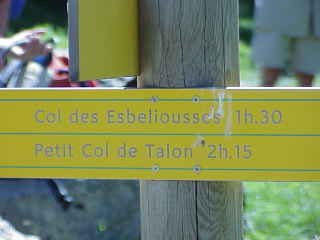 Col des Esbeliousses 1h.30
Petit Col de Talon 2h.15